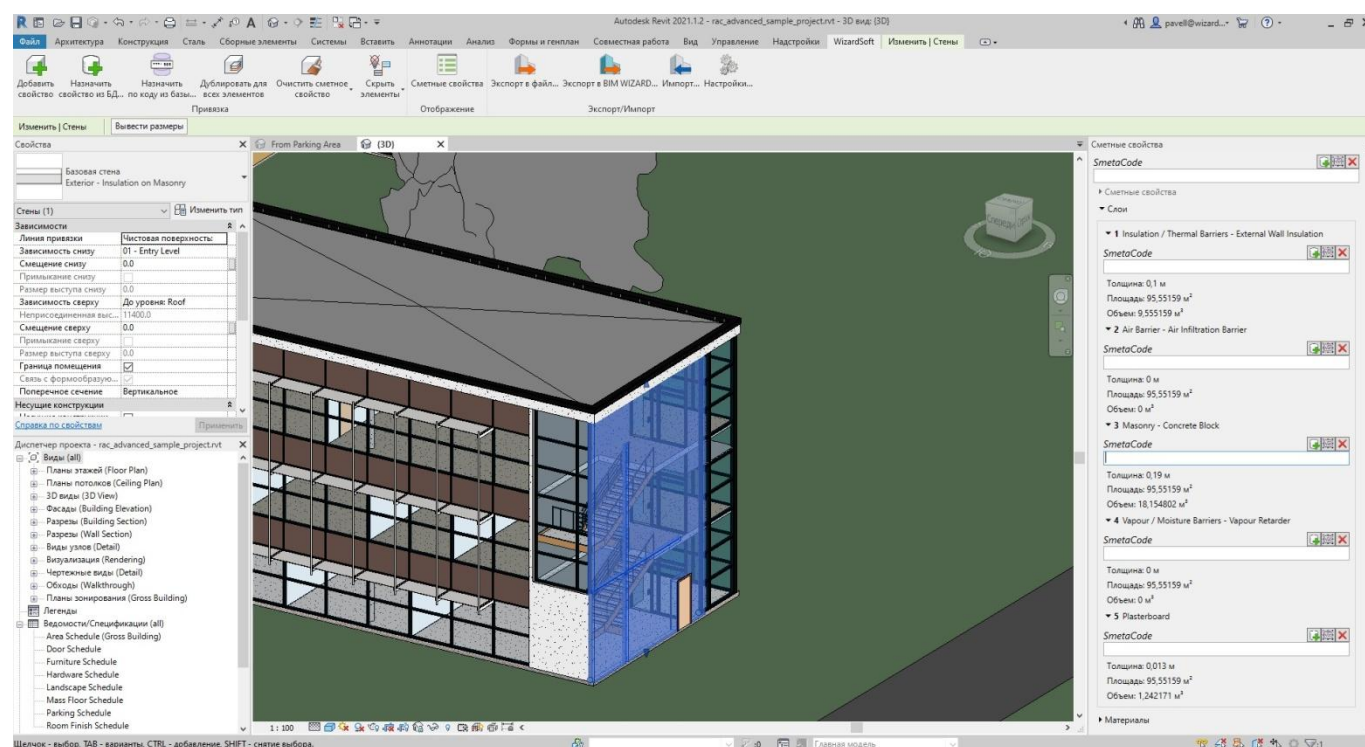 Autodesk Revit 2021.1.2 - rac_advanced_sample_project.rvt - 3D вид: {3D}
pavell@wizard...
Файл Архитектура Конструкция Сталь Сборные элементы Системы Вставить Аннотации Анализ Формы и генплан Совместная работа Вид Управление Надстройки WizardSoft Изменить | Стены
Добавить свойство
Назначить свойство из БД...
Назначить по коду из базы...
Дублировать для всех элементов
Очистить сметное свойство
Скрыть элементы
Сметные свойства
Экспорт в файл...
Экспорт в BIM WIZARD...
Импорт...
Настройки...
Привязка
Отображение
Экспорт/Импорт
Изменить | Стены
Вывести размеры
Свойства
Базовая стена
Exterior - Insulation on Masonry
Стены (1)
Изменить тип
Зависимости
Линия привязки Чистовая поверхность:
Зависимость снизу 01 - Entry Level
Смещение снизу 0.0
Примыкание снизу
Размер выступа снизу 0.0
Зависимость сверху До уровня: Roof
Неприсоединенная выс... 11400.0
Смещение сверху 0.0
Примыкание сверху
Размер выступа сверху 0.0
Граница помещения
Связь с формообразую...
Поперечное сечение Вертикальное
Несущие конструкции
Справка по свойствам
Применить
Диспетчер проекта - rac_advanced_sample_project.rvt
Виды (all)
Планы этажей (Floor Plan)
Планы потолков (Ceiling Plan)
3D виды (3D View)
Фасады (Building Elevation)
Разрезы (Building Section)
Разрезы (Wall Section)
Виды узлов (Detail)
Визуализация (Rendering)
Чертежные виды (Detail)
Обходы (Walkthrough)
Планы зонирования (Gross Building)
Легенды
Ведомости/Спецификации (all)
Area Schedule (Gross Building)
Door Schedule
Furniture Schedule
Hardware Schedule
Landscape Schedule
Mass Floor Schedule
Parking Schedule
Room Finish Schedule
From Parking Area
(3D)
Спереди
1 : 100
Сметные свойства
SmetaCode
Сметные свойства
Слои
1 Insulation / Thermal Barriers - External Wall Insulation
SmetaCode
Толщина: 0,1 м
Площадь: 95,55159 м²
Объем: 9,555159 м³
2 Air Barrier - Air Infiltration Barrier
SmetaCode
Толщина: 0 м
Площадь: 95,55159 м²
Объем: 0 м³
3 Masonry - Concrete Block
SmetaCode
Толщина: 0,19 м
Площадь: 95,55159 м²
Объем: 18,154802 м³
4 Vapour / Moisture Barriers - Vapour Retarder
SmetaCode
Толщина: 0 м
Площадь: 95,55159 м²
Объем: 0 м³
5 Plasterboard
SmetaCode
Толщина: 0,013 м
Площадь: 95,55159 м²
Объем: 1,242171 м³
Материалы
Щелчок - выбор, TAB - варианты, CTRL - добавление, SHIFT - снятие выбора.
:0
Главная модель
:1